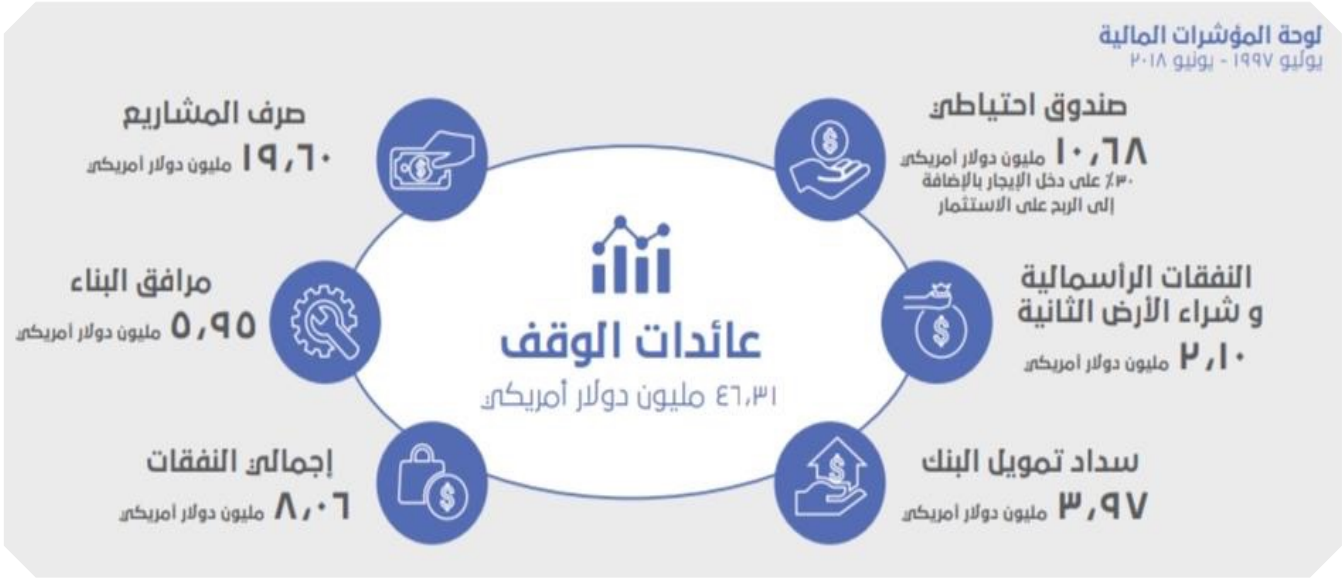 لوحة المؤشرات المالية
يوليو ١٩٩٧ - يونيو ٢٠١٨
صندوق احتياطي
١٠,٦٨ مليون دولار أمريكي
٣٠٪ على دخل الإيجار بالإضافة
إلى الربح على الاستثمار
النفقات الرأسمالية
و شراء الأرض الثانية
٢,١٠ مليون دولار أمريكي
سداد تمويل البنك
٣,٩٧ مليون دولار أمريكي
عائدات الوقف
٤٦,٣١ مليون دولار أمريكي
صرف المشاريع
١٩,٦٠ مليون دولار أمريكي
مرافق البناء
٥,٩٥ مليون دولار أمريكي
إجمالي النفقات
٨,٠٦ مليون دولار أمريكي